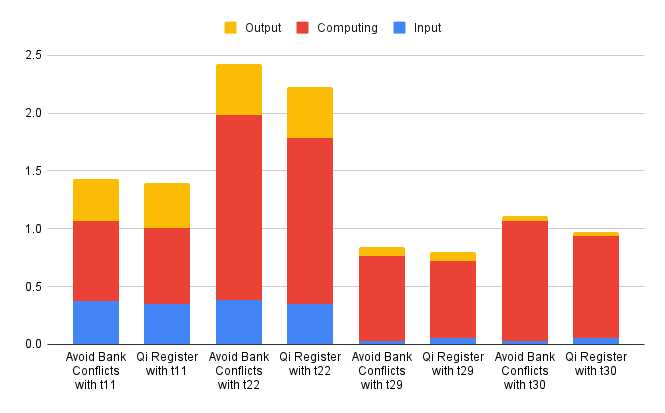 Output Computing Input
2.5
2.0
1.5
1.0
0.5
0.0
Avoid Bank
Conflicts
with t11
Qi Register
with t11
Avoid Bank
Conflicts
with t22
Qi Register
with t22
Avoid Bank
Conflicts
with t29
Qi Register
with t29
Avoid Bank
Conflicts
with t30
Qi Register
with t30